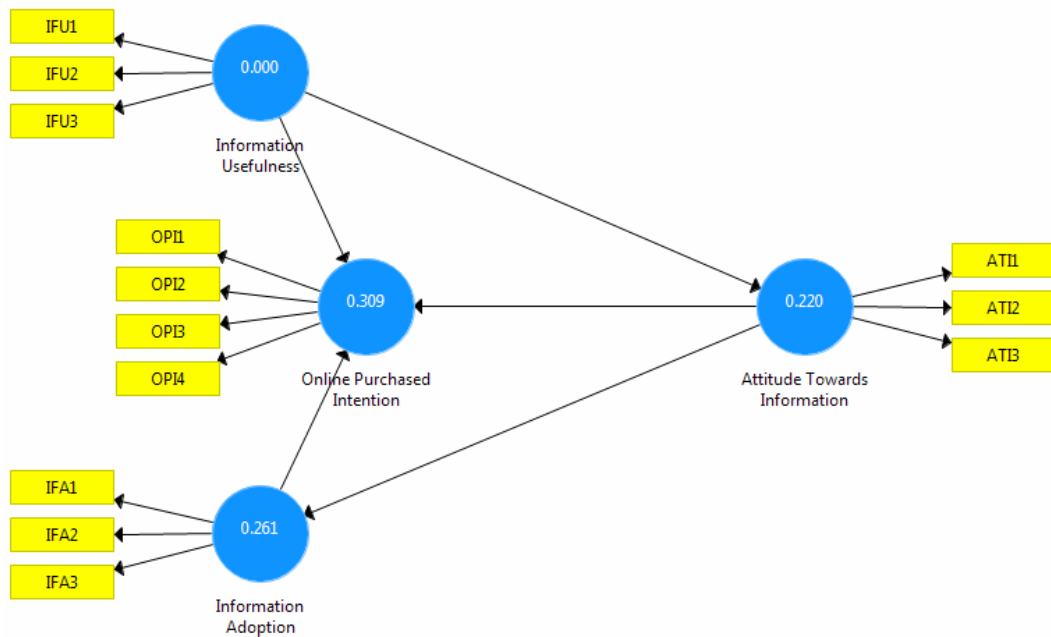 IFU1
IFU2
IFU3
0.000
Information
Usefulness
OPI1
OPI2
OPI3
OPI4
0.309
Online Purchased
Intention
0.220
Attitude Towards
Information
ATI1
ATI2
ATI3
IFA1
IFA2
IFA3
0.261
Information
Adoption